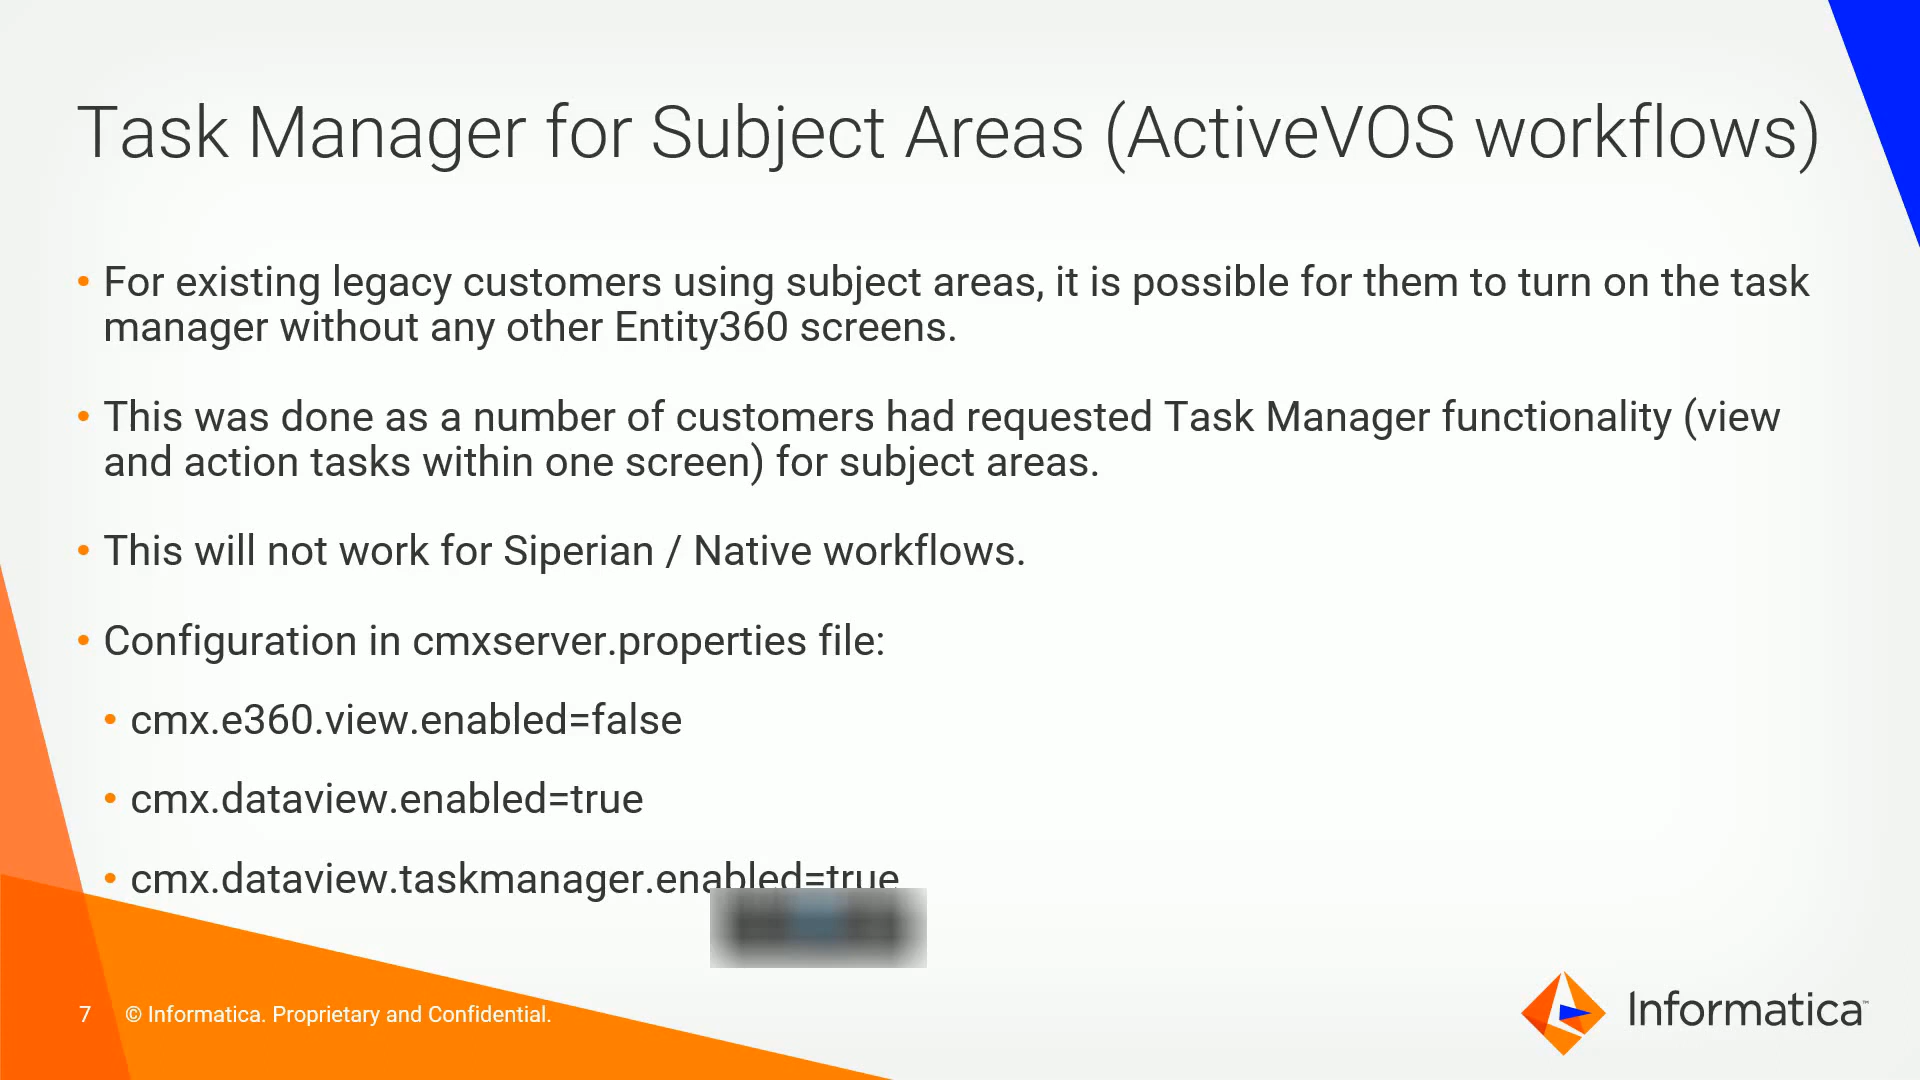 Task Manager for Subject Areas (ActiveVOS workflows)
• For existing legacy customers using subject areas, it is possible for them to turn on the task
manager without any other Entity360 screens.
• This was done as a number of customers had requested Task Manager functionality (view
and action tasks within one screen) for subject areas.
• This will not work for Siperian / Native workflows.
• Configuration in cmxserver.properties file:
• cmx.e360.view.enabled=false
• cmx.dataview.enabled=true
• cmx.dataview.taskmanager.enabled=true
7 © Informatica. Proprietary and Confidential.
Informatica™